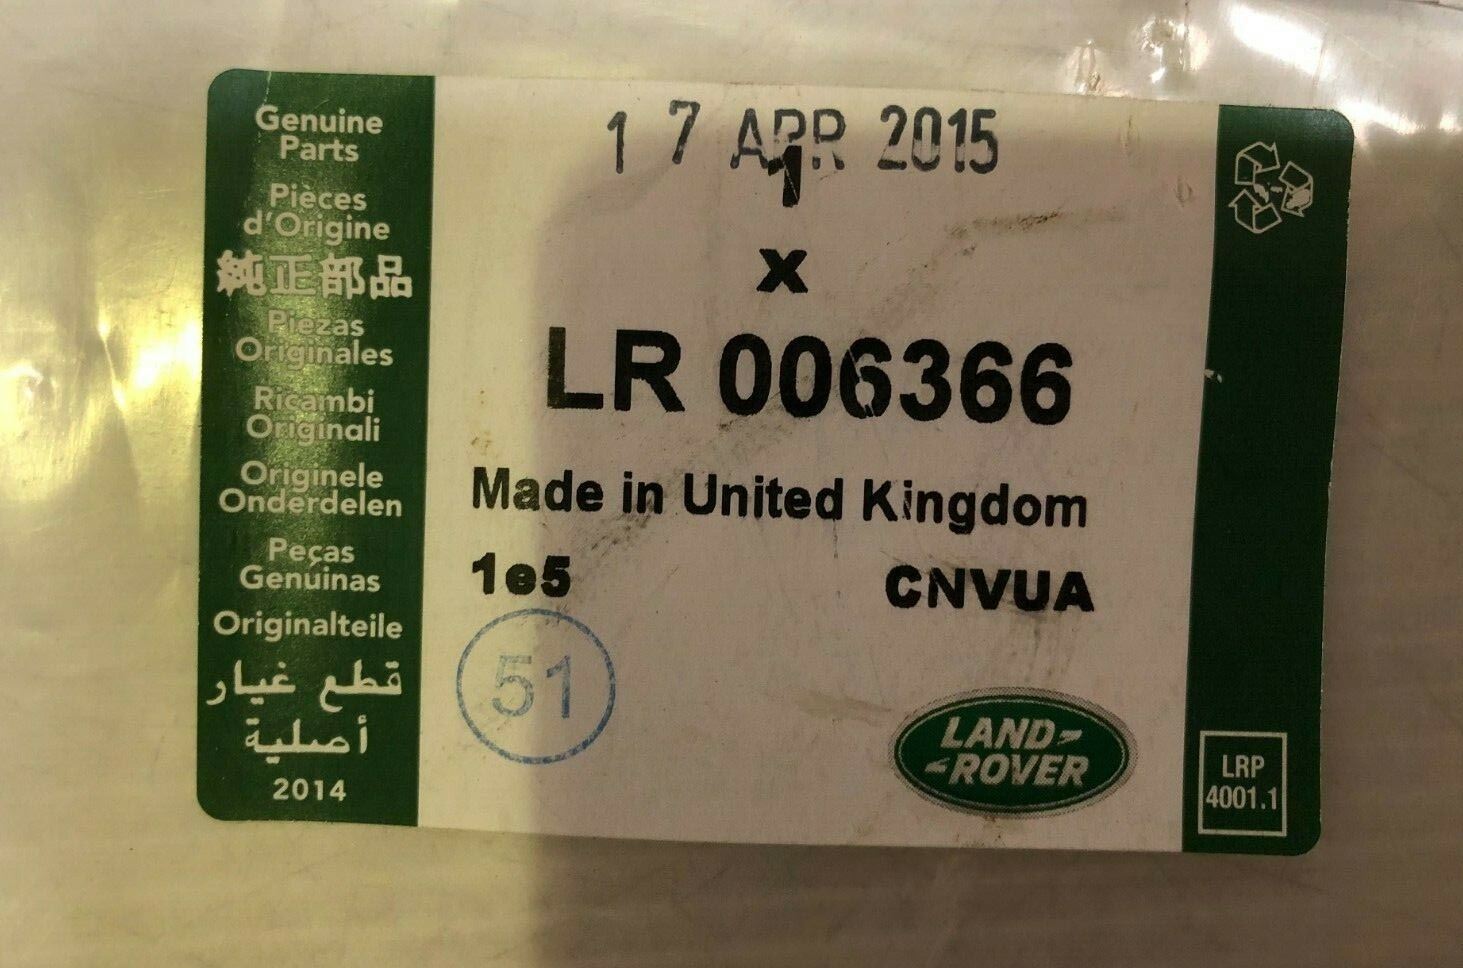 Genuine
Parts
Pièces
d'Origine
純正部品
Piezas
Originales
Ricambi
Originali
Originele
Onderdelen
Peças
Genuinas
Originalteile
قطع غيار
أصلية
2014
17 APR 2015
1
x
LR 006366
Made in United Kingdom
1e5
CNVUA
51
LAND-
-ROVER
LRP
4001.1